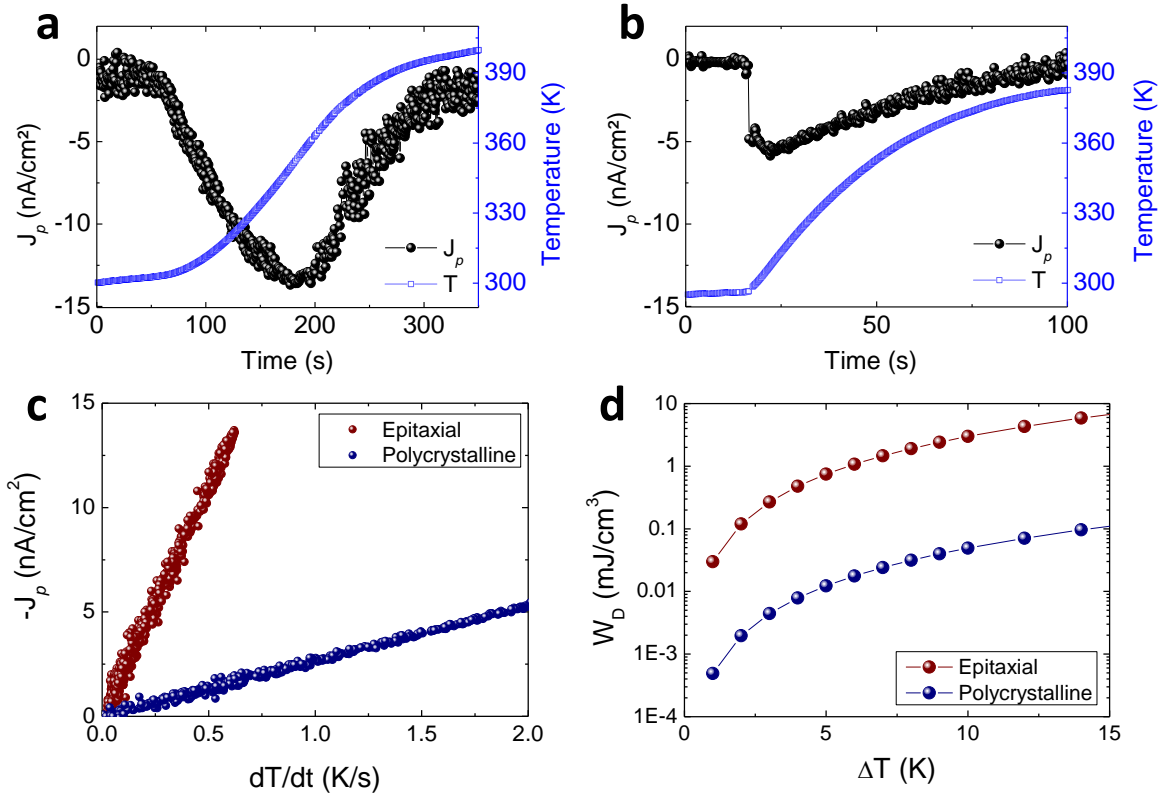 a
0
-5
-10
-15
J_p (nA/cm²)
0
100
200
300
Time (s)
390
360
330
300
Temperature (K)
J_p
T
b
0
-5
-10
-15
J_p (nA/cm²)
0
50
100
Time (s)
390
360
330
300
Temperature (K)
J_p
T
c
15
10
5
0
-J_p (nA/cm²)
0.0
0.5
1.0
1.5
2.0
dT/dt (K/s)
Epitaxial
Polycrystalline
d
10
1
0.1
0.01
1E-3
1E-4
W_D (mJ/cm³)
0
5
10
15
ΔT (K)
Epitaxial
Polycrystalline